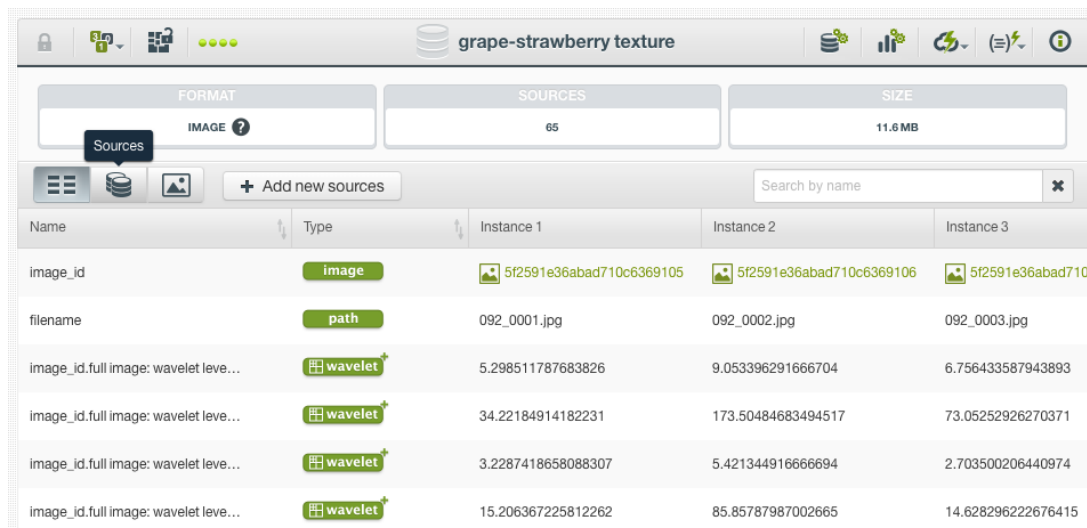 grape-strawberry texture
FORMAT SOURCES SIZE
IMAGE ? 65 11.6 MB
Sources
+ Add new sources Search by name
Name Type Instance 1 Instance 2 Instance 3
image_id image 5f2591e36abad710c6369105 5f2591e36abad710c6369106 5f2591e36abad710
filename path 092_0001.jpg 092_0002.jpg 092_0003.jpg
image_id.full image: wavelet leve... wavelet 5.298511787683826 9.053396291666704 6.756433587943893
image_id.full image: wavelet leve... wavelet 34.22184914182231 173.50484683494517 73.05252926270371
image_id.full image: wavelet leve... wavelet 3.2287418658088307 5.421344916666694 2.703500206440974
image_id.full image: wavelet leve... wavelet 15.206367225812262 85.85787987002665 14.628296222676415